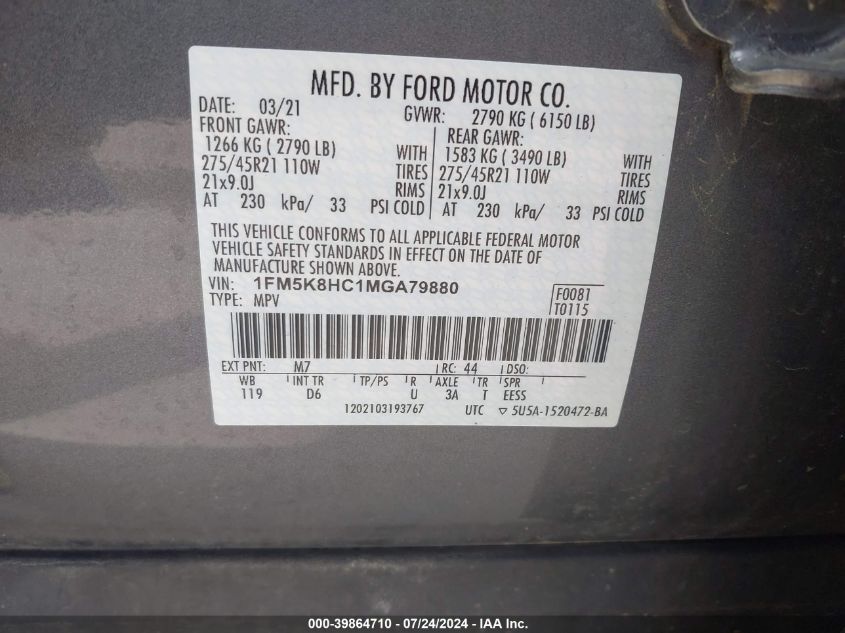 MFD. BY FORD MOTOR CO.
DATE: 03/21 GVWR: 2790 KG ( 6150 LB)
FRONT GAWR: REAR GAWR:
1266 KG ( 2790 LB) WITH 1583 KG ( 3490 LB) WITH
275/45R21 110W TIRES 275/45R21 110W TIRES
21x9.0J RIMS 21x9.0J RIMS
AT 230 kPa/ 33 PSI COLD AT 230 kPa/ 33 PSI COLD
THIS VEHICLE CONFORMS TO ALL APPLICABLE FEDERAL MOTOR
VEHICLE SAFETY STANDARDS IN EFFECT ON THE DATE OF
MANUFACTURE SHOWN ABOVE.
VIN: 1FM5K8HC1MGA79880 F0081
TYPE: MPV T0115
EXT PNT: M7 RC: 44 DSO:
WB INT TR TP/PS R AXLE TR SPR
119 D6 U 3A T EESS
1202103193767 UTC ▽ 5U5A-1520472-BA
000-39864710 / 07/24/2024 - IAA Inc.